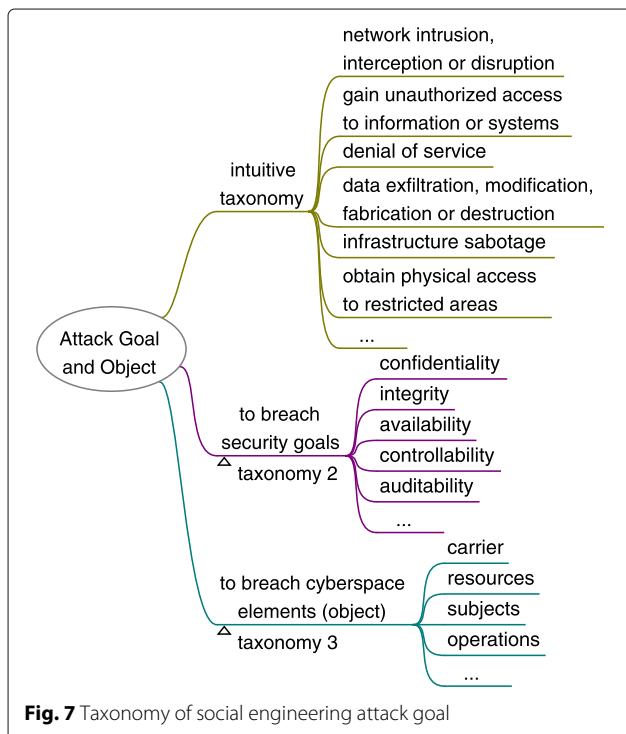 network intrusion,
interception or disruption
gain unauthorized access
to information or systems
denial of service
intuitive
taxonomy
data exfiltration, modification,
fabrication or destruction
infrastructure sabotage
obtain physical access
to restricted areas
...
Attack Goal
and Object
confidentiality
integrity
to breach
security goals
availability
controllability
△ taxonomy 2
auditability
...
carrier
resources
to breach cyberspace
elements (object)
subjects
operations
△ taxonomy 3
...
Fig. 7 Taxonomy of social engineering attack goal